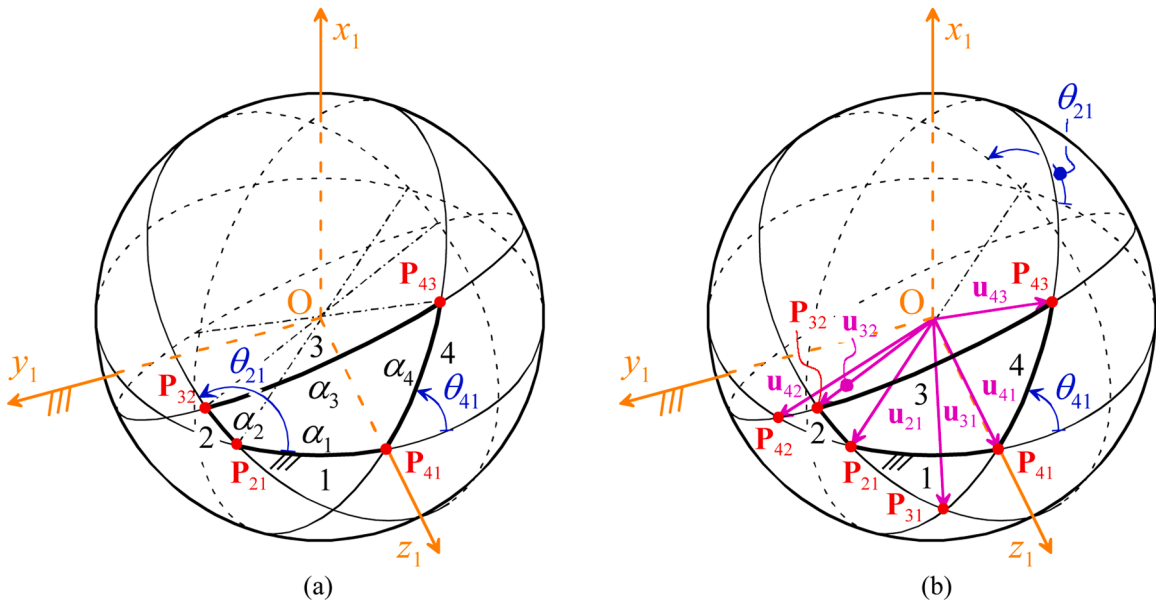 x₁
O
P₄₃
3
4
y₁
θ₂₁
α₄
θ₄₁
P₃₂
α₃
2
α₂
α₁
P₂₁
1
P₄₁
z₁
(a)
x₁
θ₂₁
O
P₄₃
u₄₃
P₃₂
u₃₂
4
y₁
u₄₂
3
u₄₁
θ₄₁
u₂₁
u₃₁
P₄₂
2
P₂₁
1
P₄₁
P₃₁
z₁
(b)